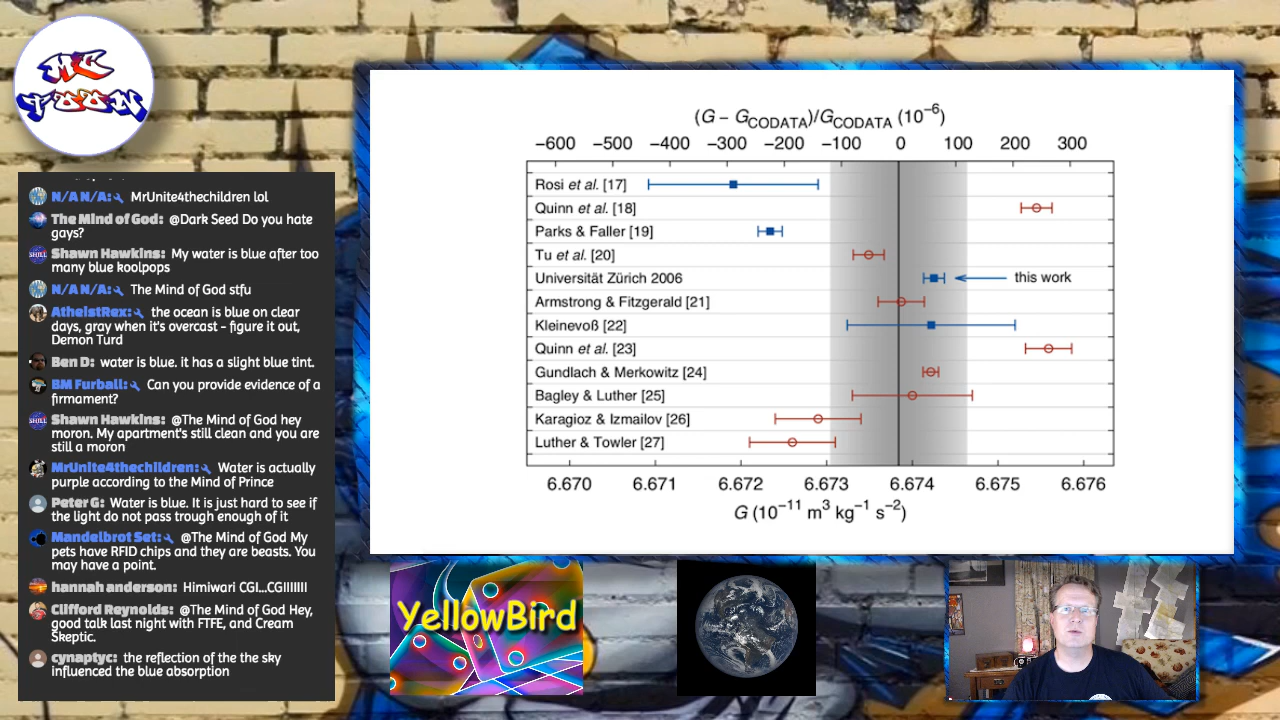 MC
TOON
N/A N/A: MrUnite4thechildren lol
The Mind of God: @Dark Seed Do you hate
gays?
Shawn Hawkins: My water is blue after too
many blue koolpops
N/A N/A: The Mind of God stfu
AtheistRex: the ocean is blue on clear
days, gray when it's overcast - figure it out,
Demon Turd
Ben D: water is blue. it has a slight blue tint.
BM Furball: Can you provide evidence of a
firmament?
Shawn Hawkins: @The Mind of God hey
moron. My apartment's still clean and you are
still a moron
MrUnite4thechildren: Water is actually
purple according to the Mind of Prince
Peter G: Water is blue. It is just hard to see if
the light do not pass trough enough of it
Mandelbrot Set: @The Mind of God My
pets have RFID chips and they are beasts. You
may have a point.
hannah anderson: Himiwari CGI...CGIIIIIII
Clifford Reynolds: @The Mind of God Hey,
good talk last night with FTFE, and Cream
Skeptic.
cynaptyc: the reflection of the the sky
influenced the blue absorption
(G – G_CODATA)/G_CODATA (10⁻⁶)
−600 −500 −400 −300 −200 −100 0 100 200 300
Rosi et al. [17]
Quinn et al. [18]
Parks & Faller [19]
Tu et al. [20]
Universität Zürich 2006 this work
Armstrong & Fitzgerald [21]
Kleinevoß [22]
Quinn et al. [23]
Gundlach & Merkowitz [24]
Bagley & Luther [25]
Karagioz & Izmailov [26]
Luther & Towler [27]
6.670 6.671 6.672 6.673 6.674 6.675 6.676
G (10⁻¹¹ m³ kg⁻¹ s⁻²)
YellowBird